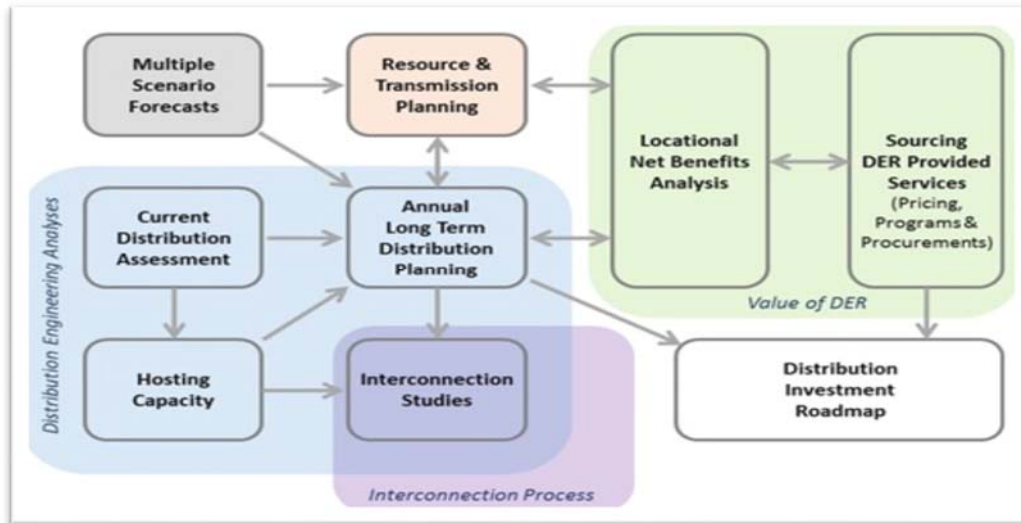 Multiple
Scenario
Forecasts
Resource &
Transmission
Planning
Locational
Net Benefits
Analysis
Sourcing
DER Provided
Services
(Pricing,
Programs &
Procurements)
Value of DER
Distribution Engineering Analyses
Current
Distribution
Assessment
Annual
Long Term
Distribution
Planning
Hosting
Capacity
Interconnection
Studies
Distribution
Investment
Roadmap
Interconnection Process